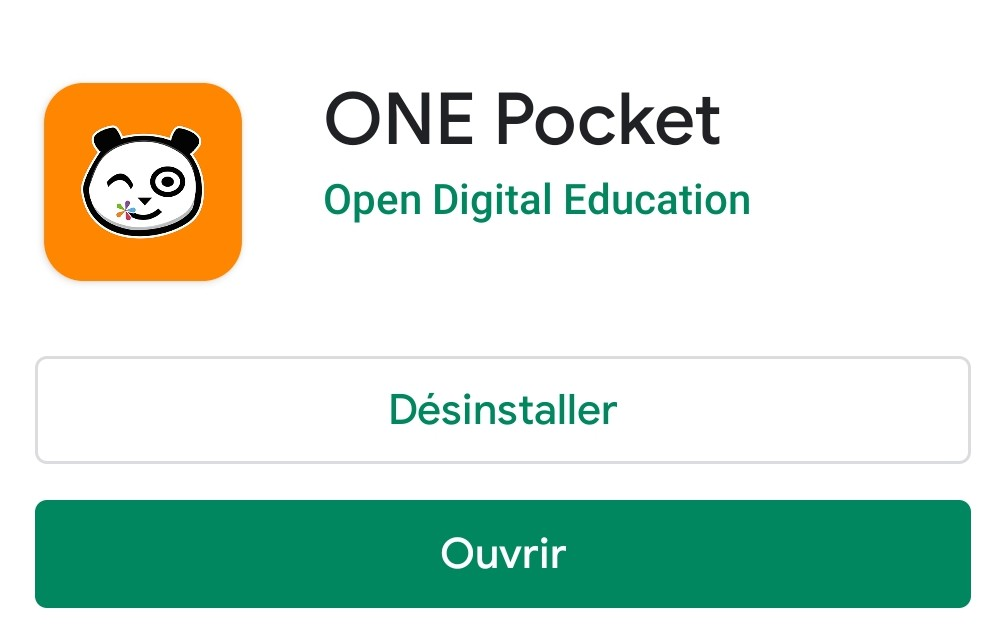 ONE Pocket
Open Digital Education
Désinstaller
Ouvrir